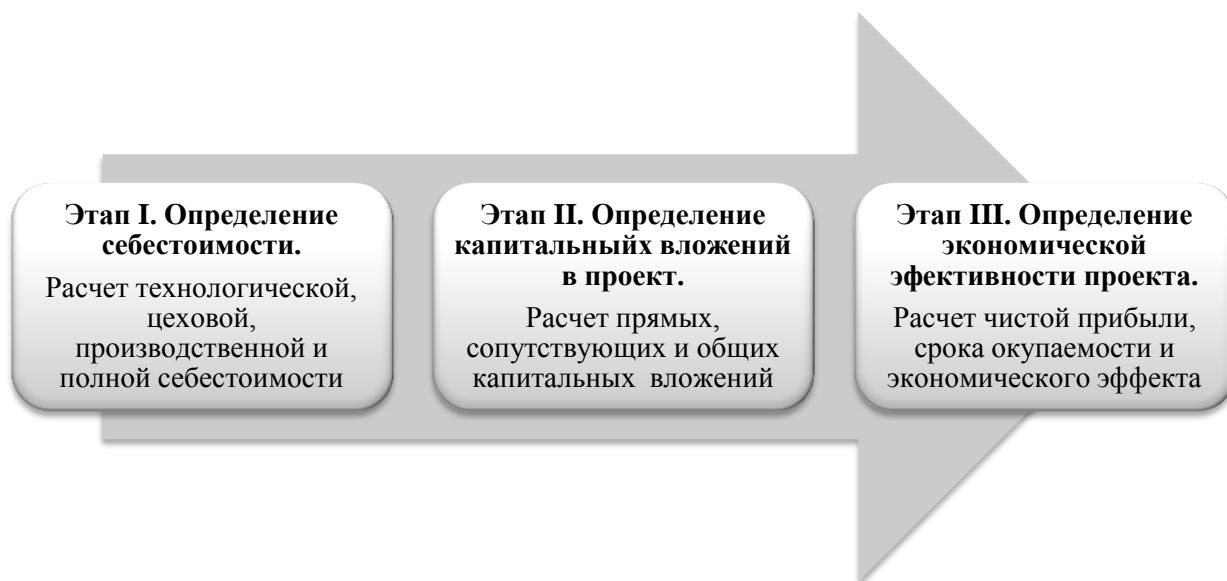 Этап I. Определение
себестоимости.
Расчет технологической,
цеховой,
производственной и
полной себестоимости
Этап II. Определение
капитальныйх вложений
в проект.
Расчет прямых,
сопутствующих и общих
капитальных вложений
Этап III. Определение
экономической
эфективности проекта.
Расчет чистой прибыли,
срока окупаемости и
экономического эффекта